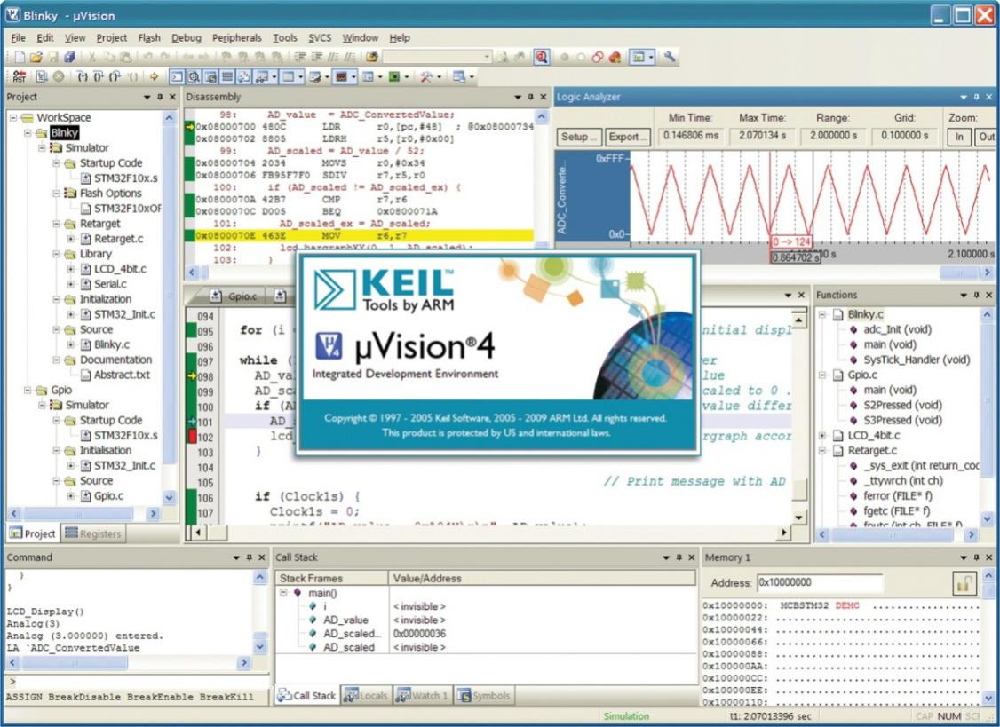 Blinky - µVision
File Edit View Project Flash Debug Peripherals Tools SVCS Window Help
Project
WorkSpace
Blinky
Simulator
Startup Code
STM32F10x.s
Flash Options
STM32F10xOP
Retarget
Retarget.c
Library
LCD_4bit.c
Serial.c
Initialization
STM32_Init.c
Source
Blinky.c
Documentation
Abstract.txt
Gpio
Simulator
Startup Code
STM32F10x.s
Initialisation
STM32_Init.c
Source
Gpio.c
Project Registers
Disassembly
98: AD_value = ADC_ConvertedValue;
0x08000700 480C LDR r0,[pc,#48] ; @0x08000734
0x08000702 8805 LDRH r5,[r0,#0x00]
99: AD_scaled = AD_value / 52;
0x08000704 2034 MOVS r0,#0x34
0x08000706 FB95F7F0 SDIV r7,r5,r0
100: if (AD_scaled != AD_scaled_ex) {
0x0800070A 42B7 CMP r7,r6
0x0800070C D005 BEQ 0x0800071A
101: AD_scaled_ex = AD_scaled;
0x0800070E 463E MOV r6,r7
102: lcd_bargraphXY(0, 1, AD_scaled);
103: }
Logic Analyzer
Min Time: Max Time: Range: Grid: Zoom:
Setup ... Export ... 0.146806 ms 2.070134 s 2.000000 s 0.100000 s In Out
ADC_Converte
0xFFF
0x0
0 --> 124
0.864702 s
2.100000 s
Gpio.c
094
095 for (i nitial displ
096
097 while ( er
098 AD_va lue
099 AD_sca caled to 0 .
100 if (A value differ
101 AD
102 lcd rgraph accor
103 }
104
105 // Print message with AD
106 if (Clock1s) {
107 Clock1s = 0;
KEIL™
Tools by ARM
µVision®4
Integrated Development Environment
Copyright © 1997 - 2005 Keil Software, 2005 - 2009 ARM Ltd. All rights reserved.
This product is protected by US and international laws.
Functions
Blinky.c
adc_Init (void)
main (void)
SysTick_Handler (void)
Gpio.c
main (void)
S2Pressed (void)
S3Pressed (void)
LCD_4bit.c
Retarget.c
_sys_exit (int return_coc
_ttywrch (int ch)
ferror (FILE* f)
fgetc (FILE* f)
fputc (int ch, FILE* f)
Command
}
}
LCD_Display()
Analog(3)
Analog (3.000000) entered.
LA `ADC_ConvertedValue
>
ASSIGN BreakDisable BreakEnable BreakKill
Call Stack
Stack Frames Value/Address
main()
i < invisible >
AD_value < invisible >
AD_scaled... 0x00000036
AD_scaled < invisible >
Call Stack Locals Watch 1 Symbols
Memory 1
Address: 0x10000000
0x10000000: MCBSTM32 DEMO ................
0x10000022: ..................................
0x10000044: ..................................
0x10000066: ..................................
0x10000088: ..................................
0x100000AA: ..................................
0x100000CC: ..................................
0x100000EE: ..................................
0x10000110: ..................................
Simulation t1: 2.07013396 sec CAP NUM SCR